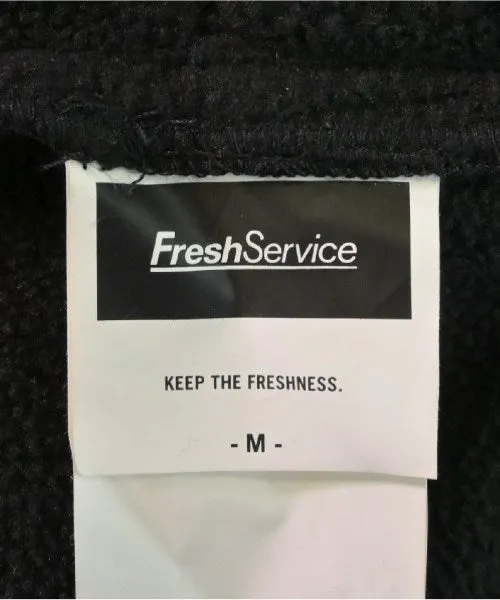 FreshService
KEEP THE FRESHNESS.
- M -